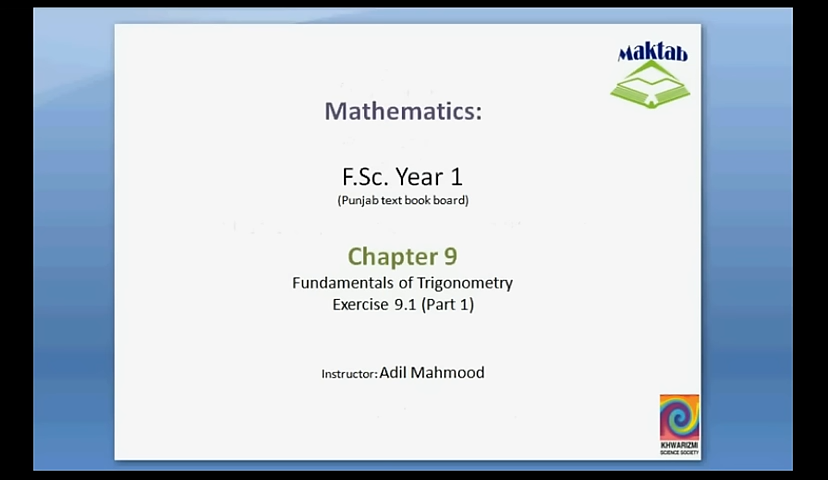 Maktab
Mathematics:
F.Sc. Year 1
(Punjab text book board)
Chapter 9
Fundamentals of Trigonometry
Exercise 9.1 (Part 1)
Instructor: Adil Mahmood
KHWARIZMI
SCIENCE SOCIETY